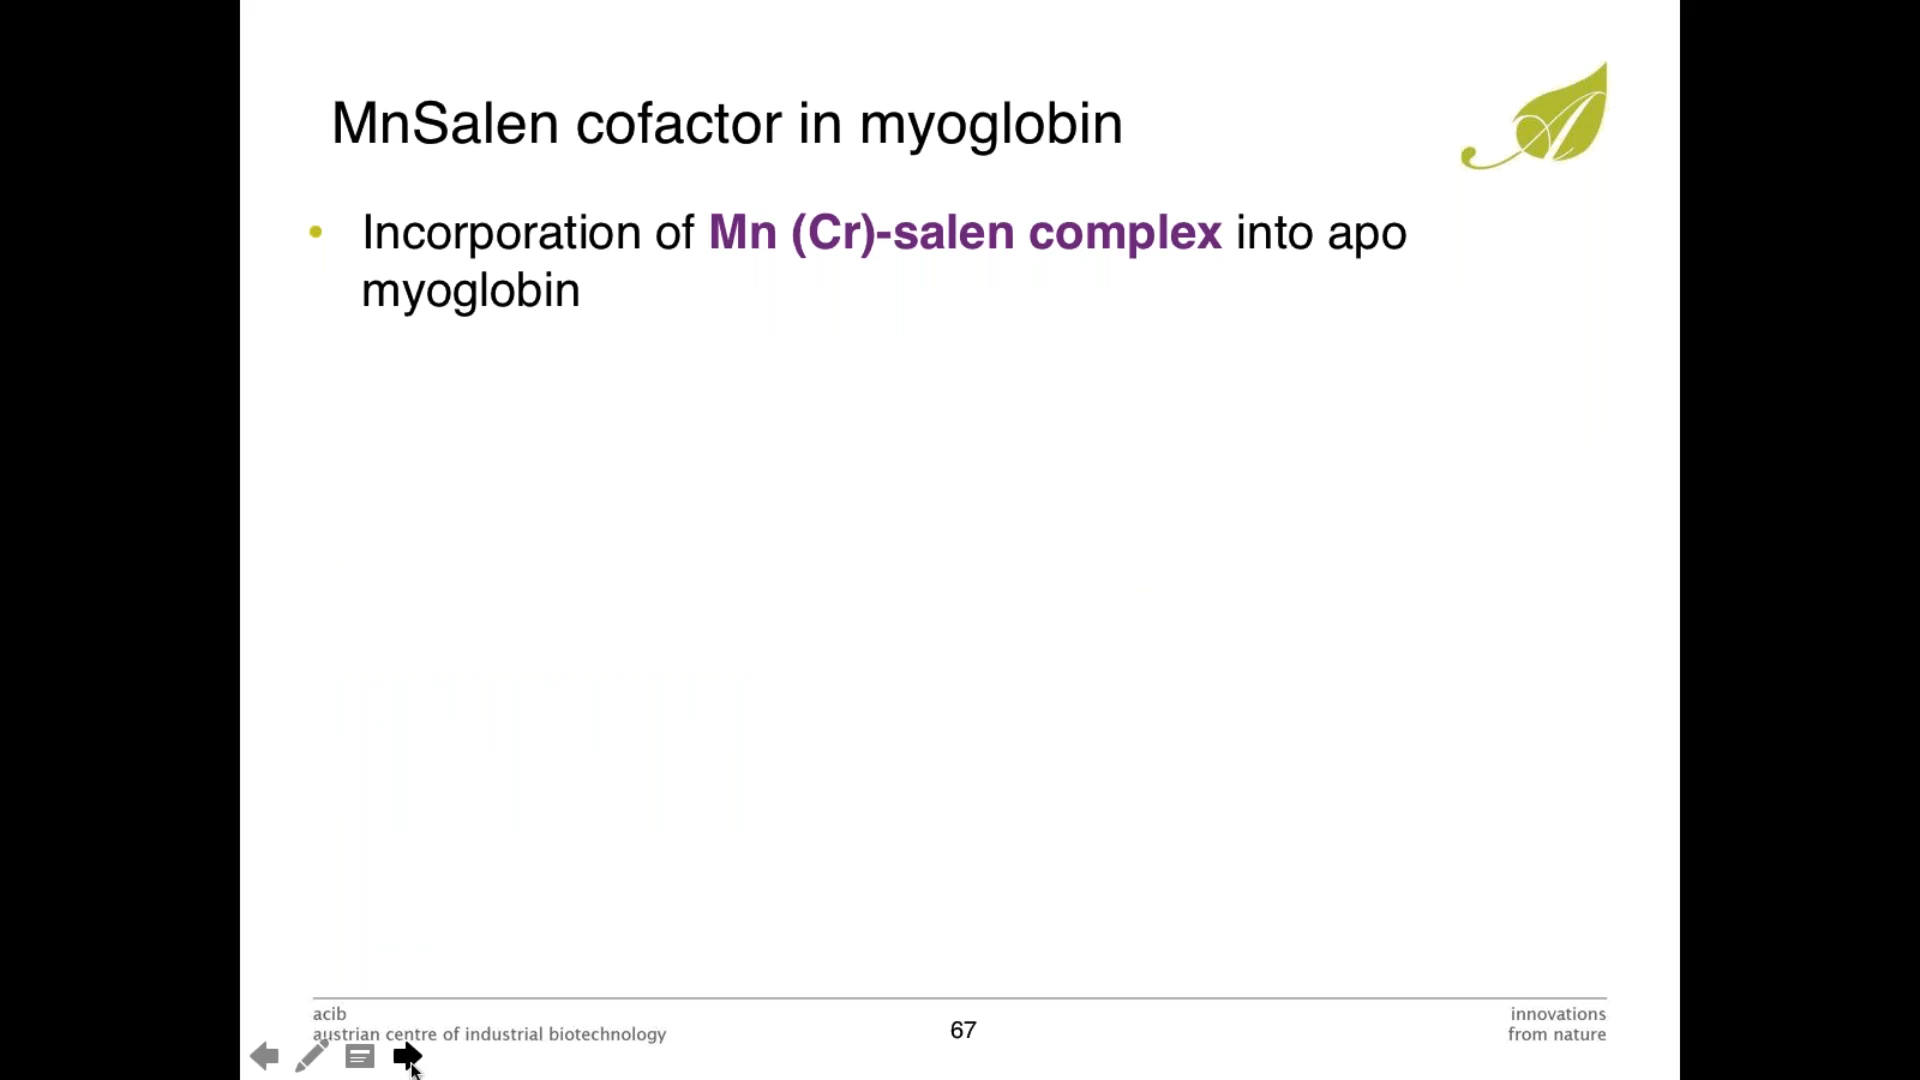 MnSalen cofactor in myoglobin
• Incorporation of Mn (Cr)-salen complex into apo
myoglobin
acib
austrian centre of industrial biotechnology
67
innovations
from nature